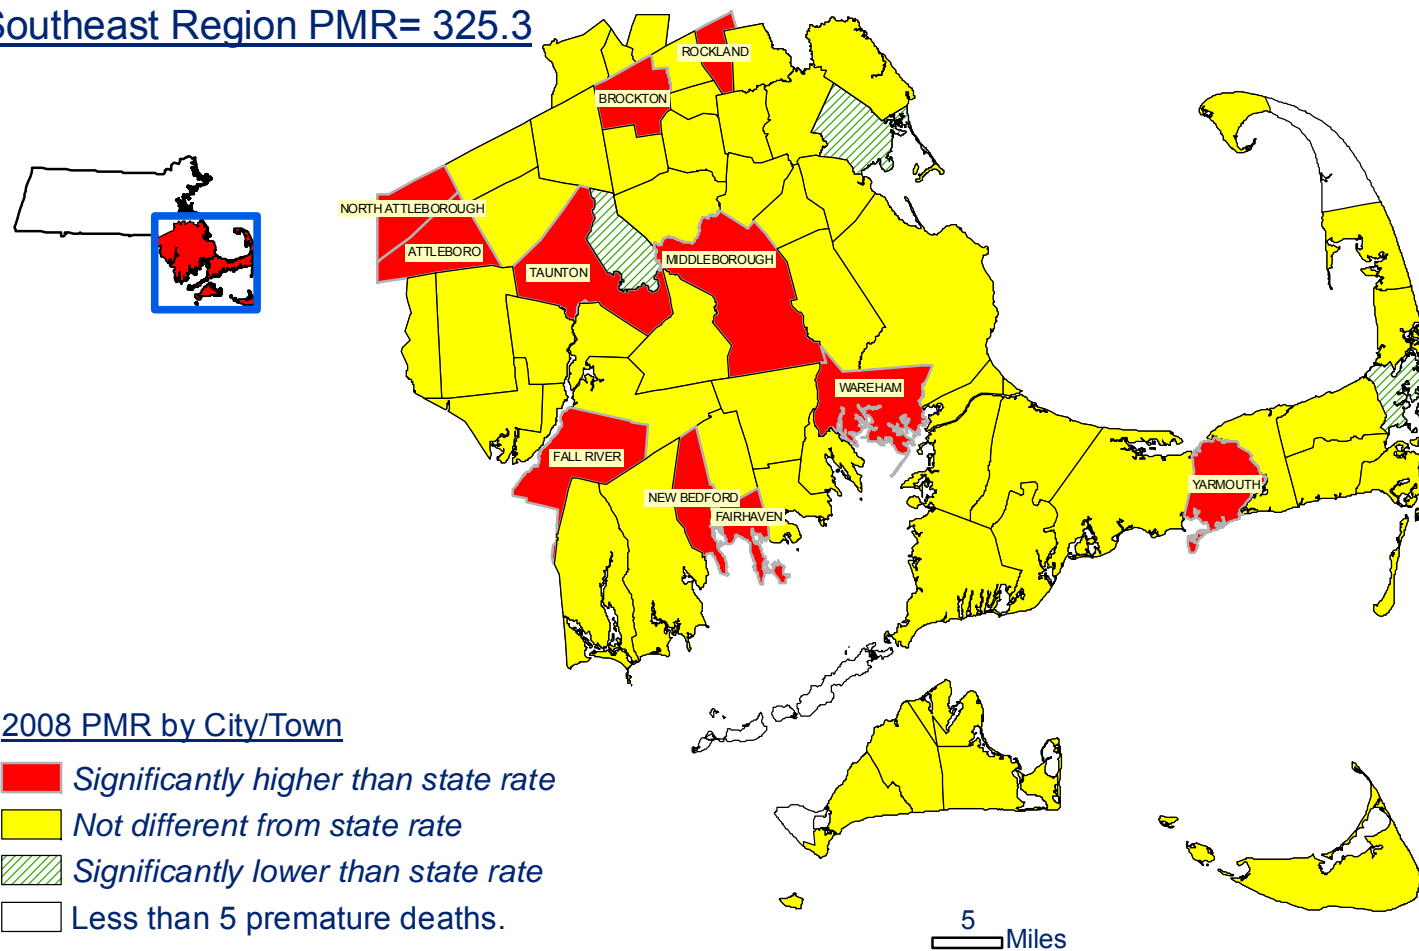 Southeast Region PMR= 325.3
ROCKLAND
BROCKTON
NORTH ATTLEBOROUGH
ATTLEBORO
TAUNTON
MIDDLEBOROUGH
WAREHAM
FALL RIVER
YARMOUTH
NEW BEDFORD
FAIRHAVEN
2008 PMR by City/Town
Significantly higher than state rate
Not different from state rate
Significantly lower than state rate
Less than 5 premature deaths.
5
Miles